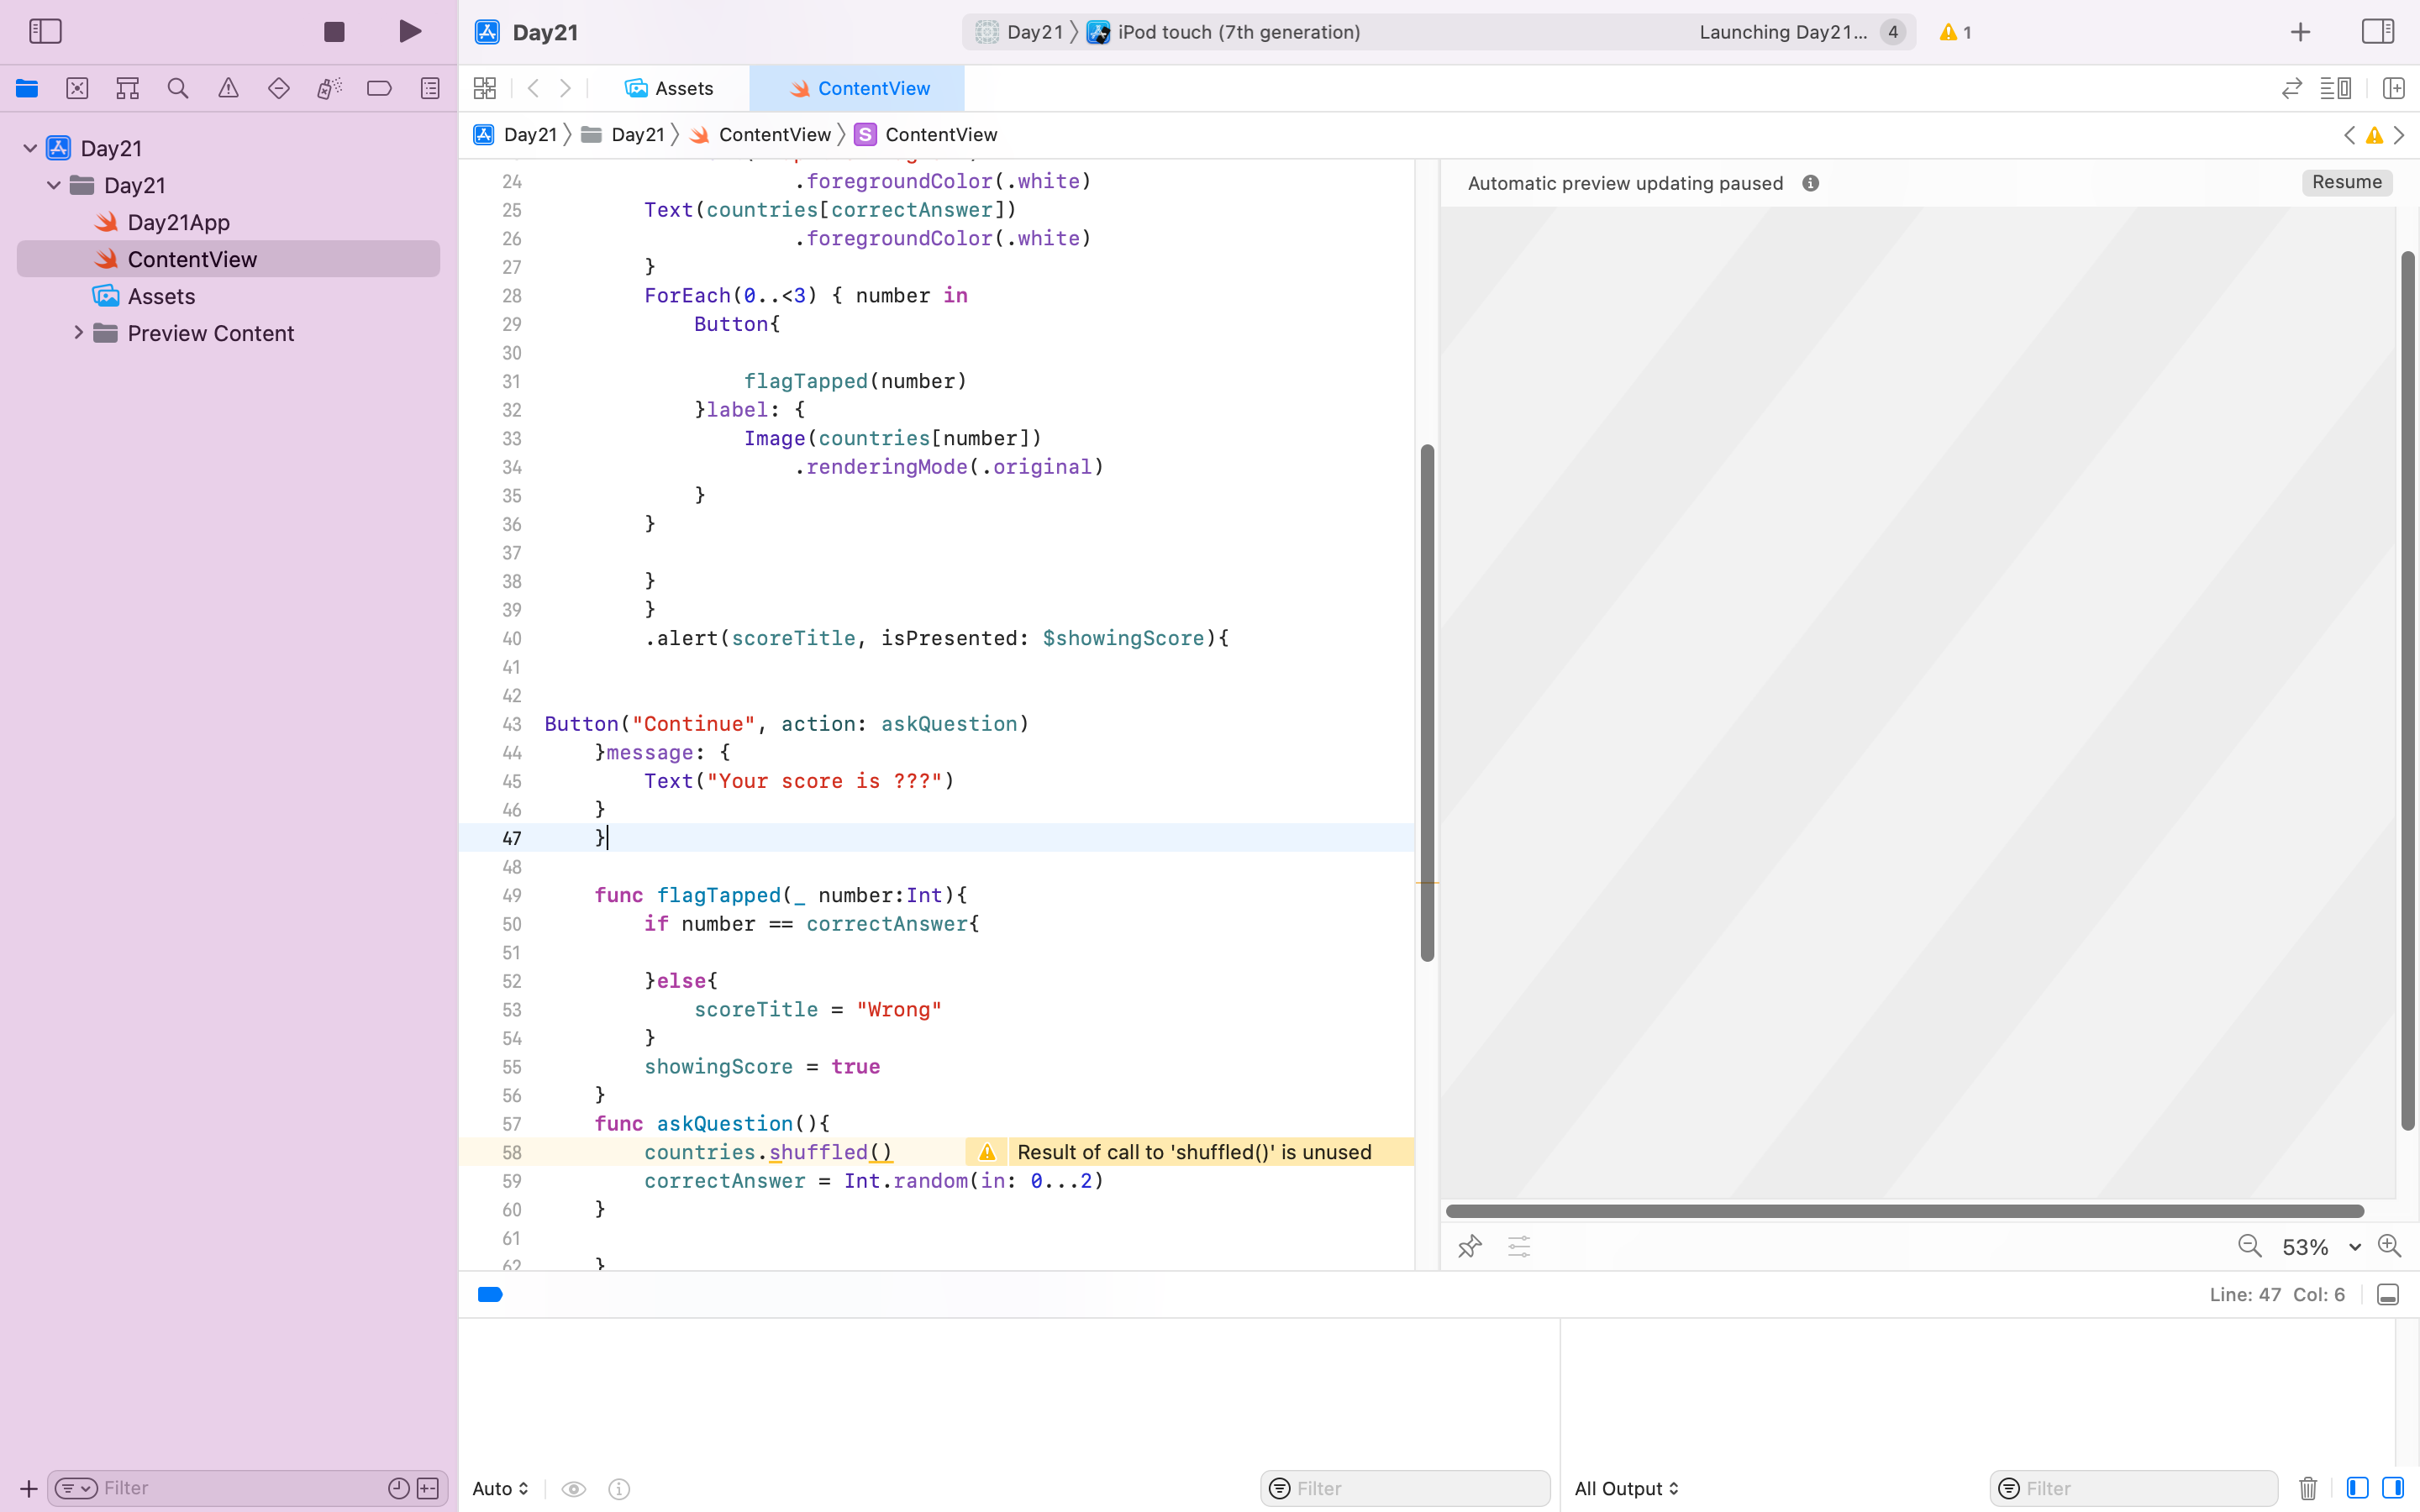 Day21
Day21 〉 iPod touch (7th generation)
Launching Day21... 4
1
Assets
ContentView
Day21 〉 Day21 〉 ContentView 〉 S ContentView
Day21
Day21
Day21App
ContentView
Assets
Preview Content
24 .foregroundColor(.white)
25 Text(countries[correctAnswer])
26 .foregroundColor(.white)
27 }
28 ForEach(0..<3) { number in
29 Button{
30
31 flagTapped(number)
32 }label: {
33 Image(countries[number])
34 .renderingMode(.original)
35 }
36 }
37
38 }
39 }
40 .alert(scoreTitle, isPresented: $showingScore){
41
42
43 Button("Continue", action: askQuestion)
44 }message: {
45 Text("Your score is ???")
46 }
47 }
48
49 func flagTapped(_ number:Int){
50 if number == correctAnswer{
51
52 }else{
53 scoreTitle = "Wrong"
54 }
55 showingScore = true
56 }
57 func askQuestion(){
58 countries.shuffled() Result of call to 'shuffled()' is unused
59 correctAnswer = Int.random(in: 0...2)
60 }
61
62 }
Automatic preview updating paused
Resume
53%
Line: 47 Col: 6
Filter
Auto
Filter
All Output
Filter